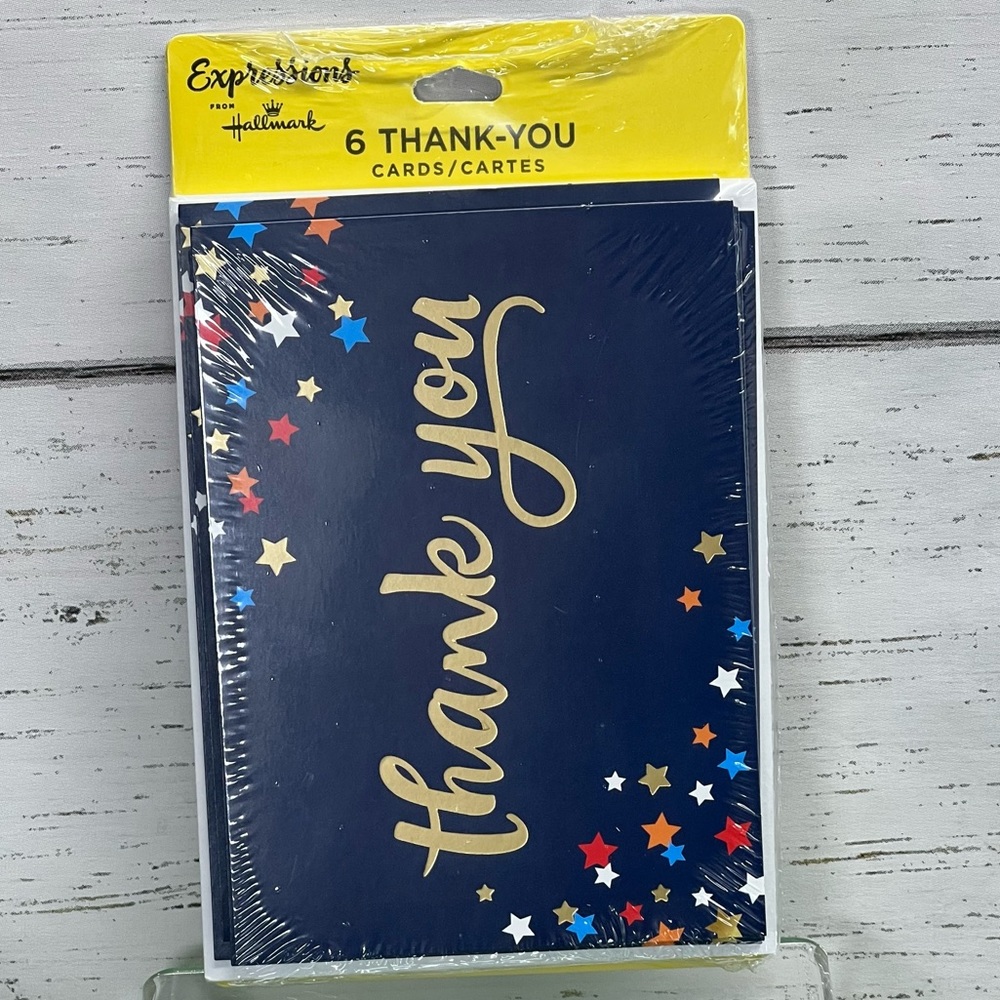 Expressions
FROM
Hallmark
6 THANK-YOU
CARDS/CARTES
thank you